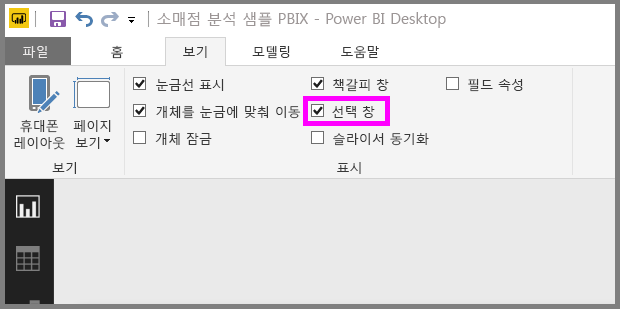 소매점 분석 샘플 PBIX - Power BI Desktop
파일 홈 보기 모델링 도움말
눈금선 표시 책갈피 창 필드 속성
개체를 눈금에 맞춰 이동 선택 창
개체 잠금 슬라이서 동기화
휴대폰 레이아웃
페이지 보기
보기 표시